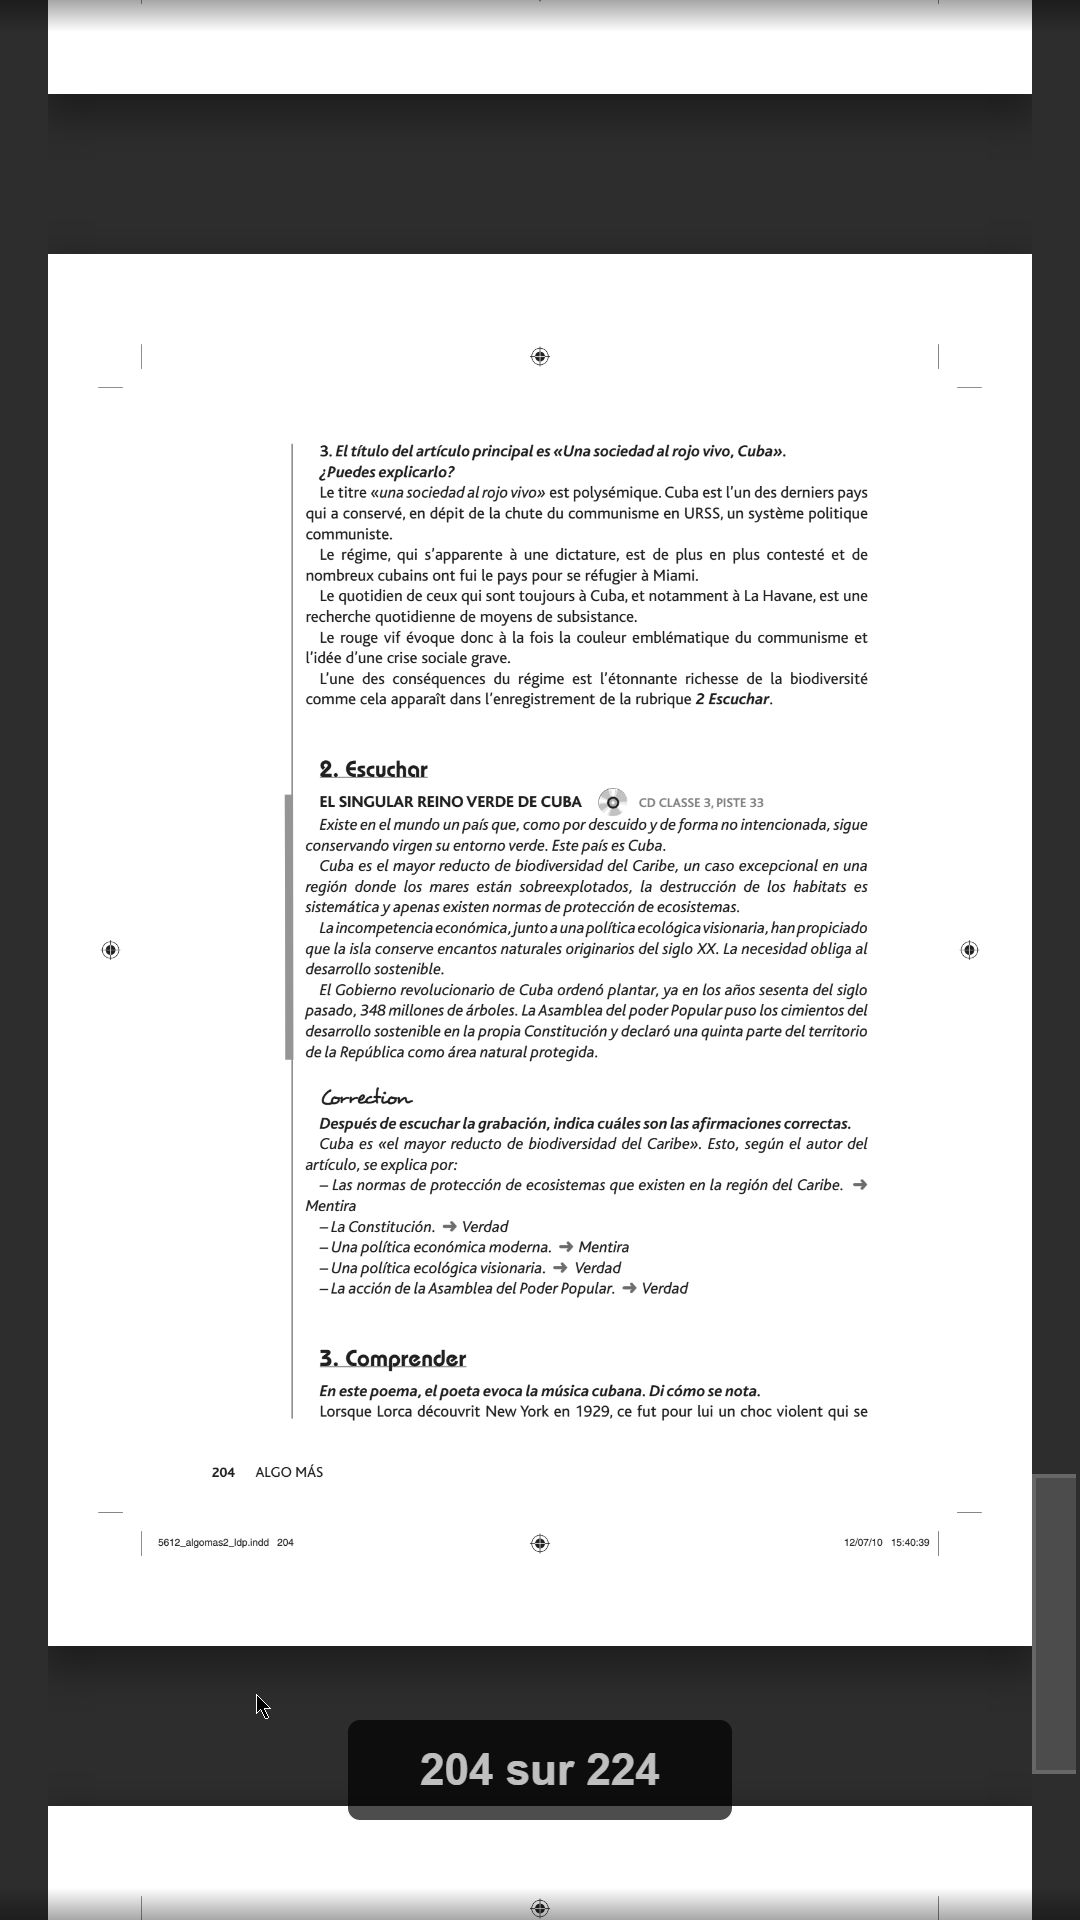 3. El título del artículo principal es «Una sociedad al rojo vivo, Cuba».
¿Puedes explicarlo?
Le titre «una sociedad al rojo vivo» est polysémique. Cuba est l’un des derniers pays
qui a conservé, en dépit de la chute du communisme en URSS, un système politique
communiste.
Le régime, qui s’apparente à une dictature, est de plus en plus contesté et de
nombreux cubains ont fui le pays pour se réfugier à Miami.
Le quotidien de ceux qui sont toujours à Cuba, et notamment à La Havane, est une
recherche quotidienne de moyens de subsistance.
Le rouge vif évoque donc à la fois la couleur emblématique du communisme et
l’idée d’une crise sociale grave.
L’une des conséquences du régime est l’étonnante richesse de la biodiversité
comme cela apparaît dans l’enregistrement de la rubrique 2 Escuchar.
2. Escuchar
EL SINGULAR REINO VERDE DE CUBA CD CLASSE 3, PISTE 33
Existe en el mundo un país que, como por descuido y de forma no intencionada, sigue
conservando virgen su entorno verde. Este país es Cuba.
Cuba es el mayor reducto de biodiversidad del Caribe, un caso excepcional en una
región donde los mares están sobreexplotados, la destrucción de los habitats es
sistemática y apenas existen normas de protección de ecosistemas.
La incompetencia económica, junto a una política ecológica visionaria, han propiciado
que la isla conserve encantos naturales originarios del siglo XX. La necesidad obliga al
desarrollo sostenible.
El Gobierno revolucionario de Cuba ordenó plantar, ya en los años sesenta del siglo
pasado, 348 millones de árboles. La Asamblea del poder Popular puso los cimientos del
desarrollo sostenible en la propia Constitución y declaró una quinta parte del territorio
de la República como área natural protegida.
Correction
Después de escuchar la grabación, indica cuáles son las afirmaciones correctas.
Cuba es «el mayor reducto de biodiversidad del Caribe». Esto, según el autor del
artículo, se explica por:
– Las normas de protección de ecosistemas que existen en la región del Caribe. ➜
Mentira
– La Constitución. ➜ Verdad
– Una política económica moderna. ➜ Mentira
– Una política ecológica visionaria. ➜ Verdad
– La acción de la Asamblea del Poder Popular. ➜ Verdad
3. Comprender
En este poema, el poeta evoca la música cubana. Di cómo se nota.
Lorsque Lorca découvrit New York en 1929, ce fut pour lui un choc violent qui se
204 ALGO MÁS
5612_algomas2_ldp.indd 204 12/07/10 15:40:39
204 sur 224